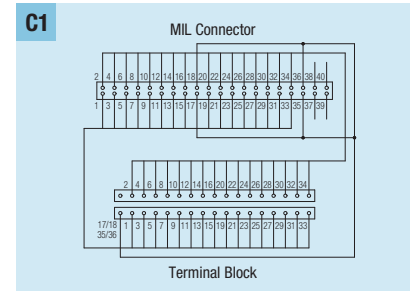 C1
MIL Connector
2 4 6 8 10 12 14 16 18 20 22 24 26 28 30 32 34 36 38 40
1 3 5 7 9 11 13 15 17 19 21 23 25 27 29 31 33 35 37 39
2 4 6 8 10 12 14 16 20 22 24 26 28 30 32 34
17/18
35/36
1 3 5 7 9 11 13 15 19 21 23 25 27 29 31 33
Terminal Block